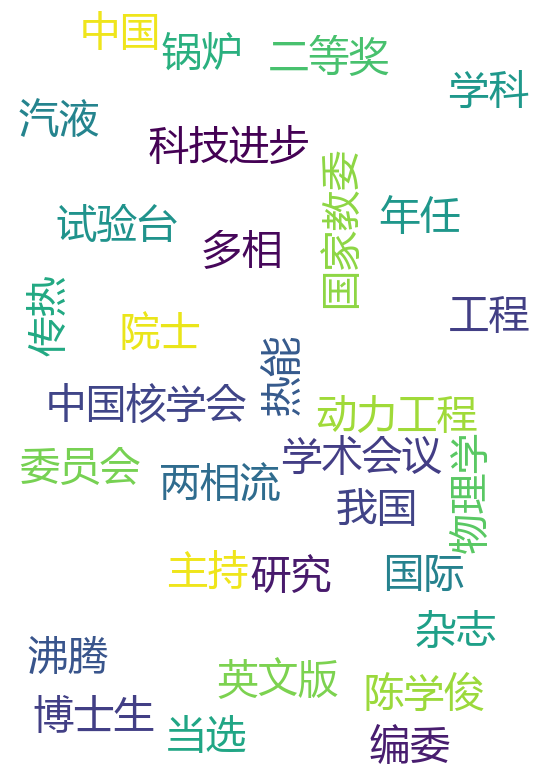 中国
锅炉
二等奖
学科
汽液
科技进步
国家教委
年任
试验台
多相
传热
院士
工程
热能
中国核学会
动力工程
委员会
两相流
学术会议
物理学
我国
主持
研究
国际
杂志
沸腾
英文版
陈学俊
博士生
当选
编委